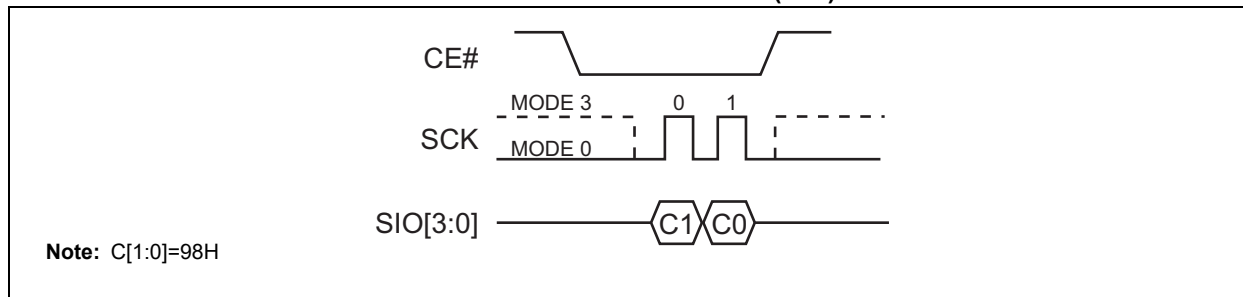 CE#
MODE 3 0 1
SCK
MODE 0
SIO[3:0] C1 C0
Note: C[1:0]=98H